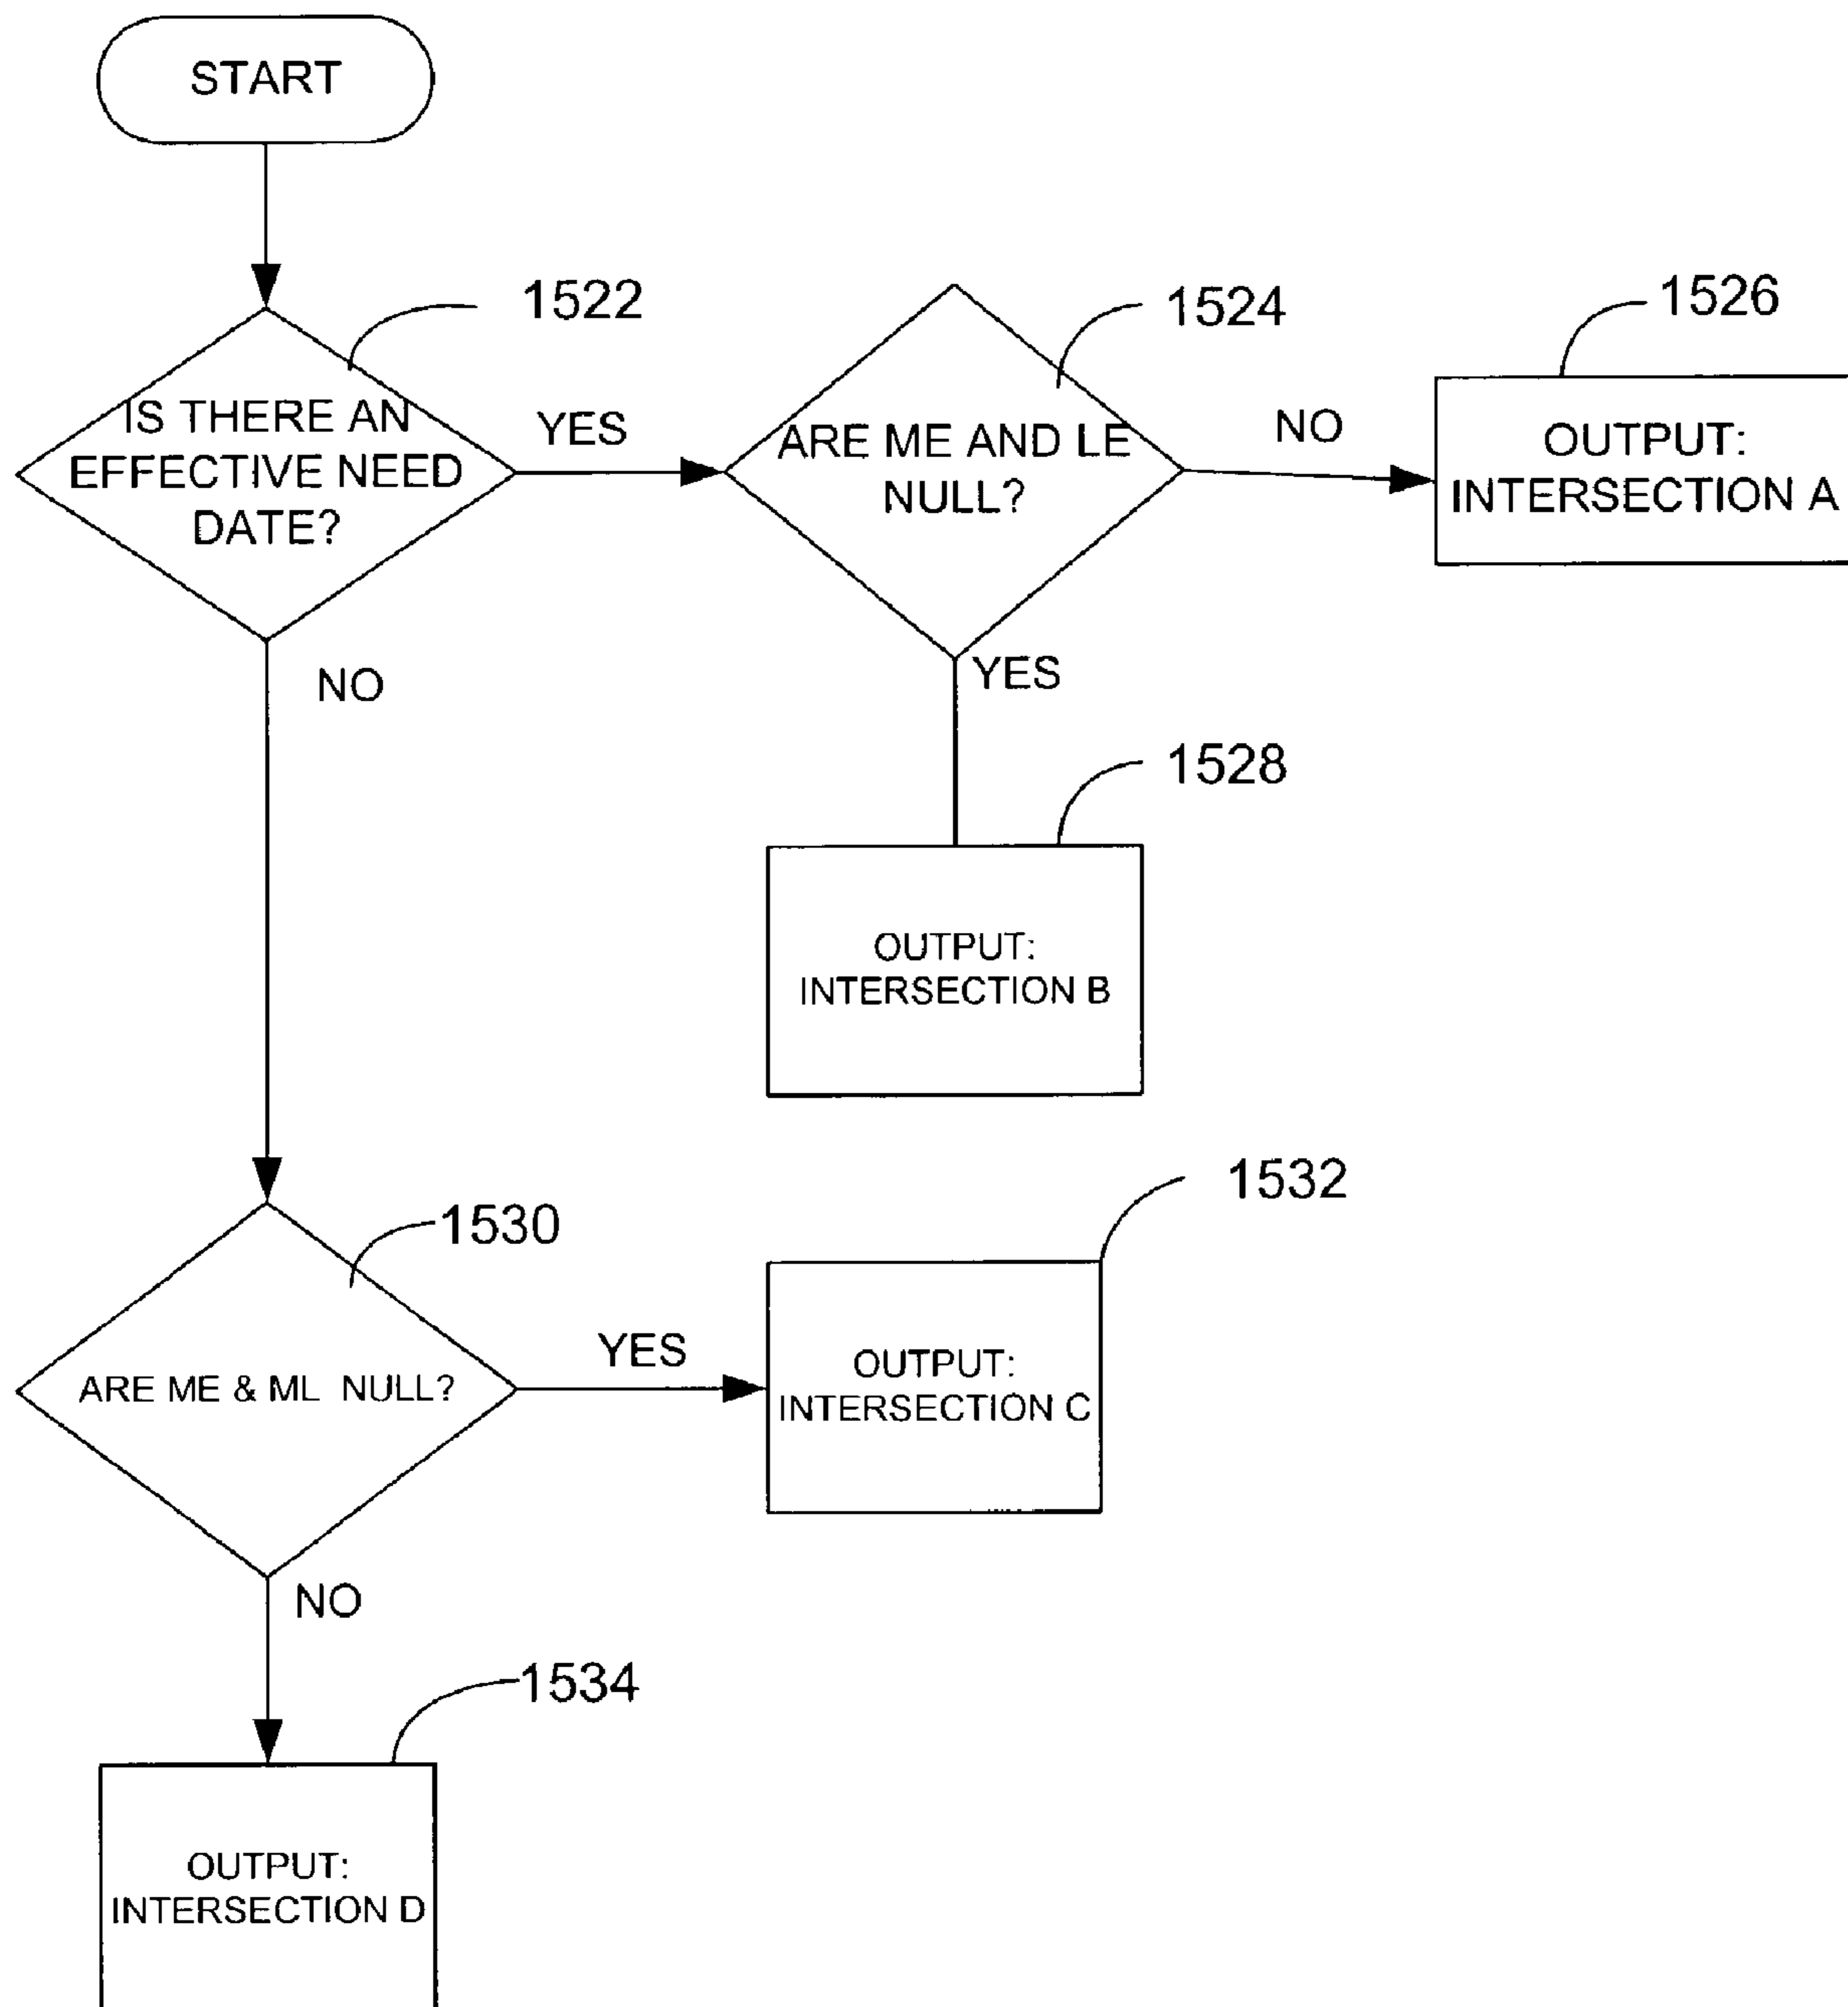 START
1522
IS THERE AN
EFFECTIVE NEED
DATE?
YES
1524
ARE ME AND LE
NULL?
NO
1526
OUTPUT:
INTERSECTION A
NO
YES
1528
OUTPUT:
INTERSECTION B
1530
ARE ME & ML NULL?
YES
1532
OUTPUT:
INTERSECTION C
NO
1534
OUTPUT:
INTERSECTION D